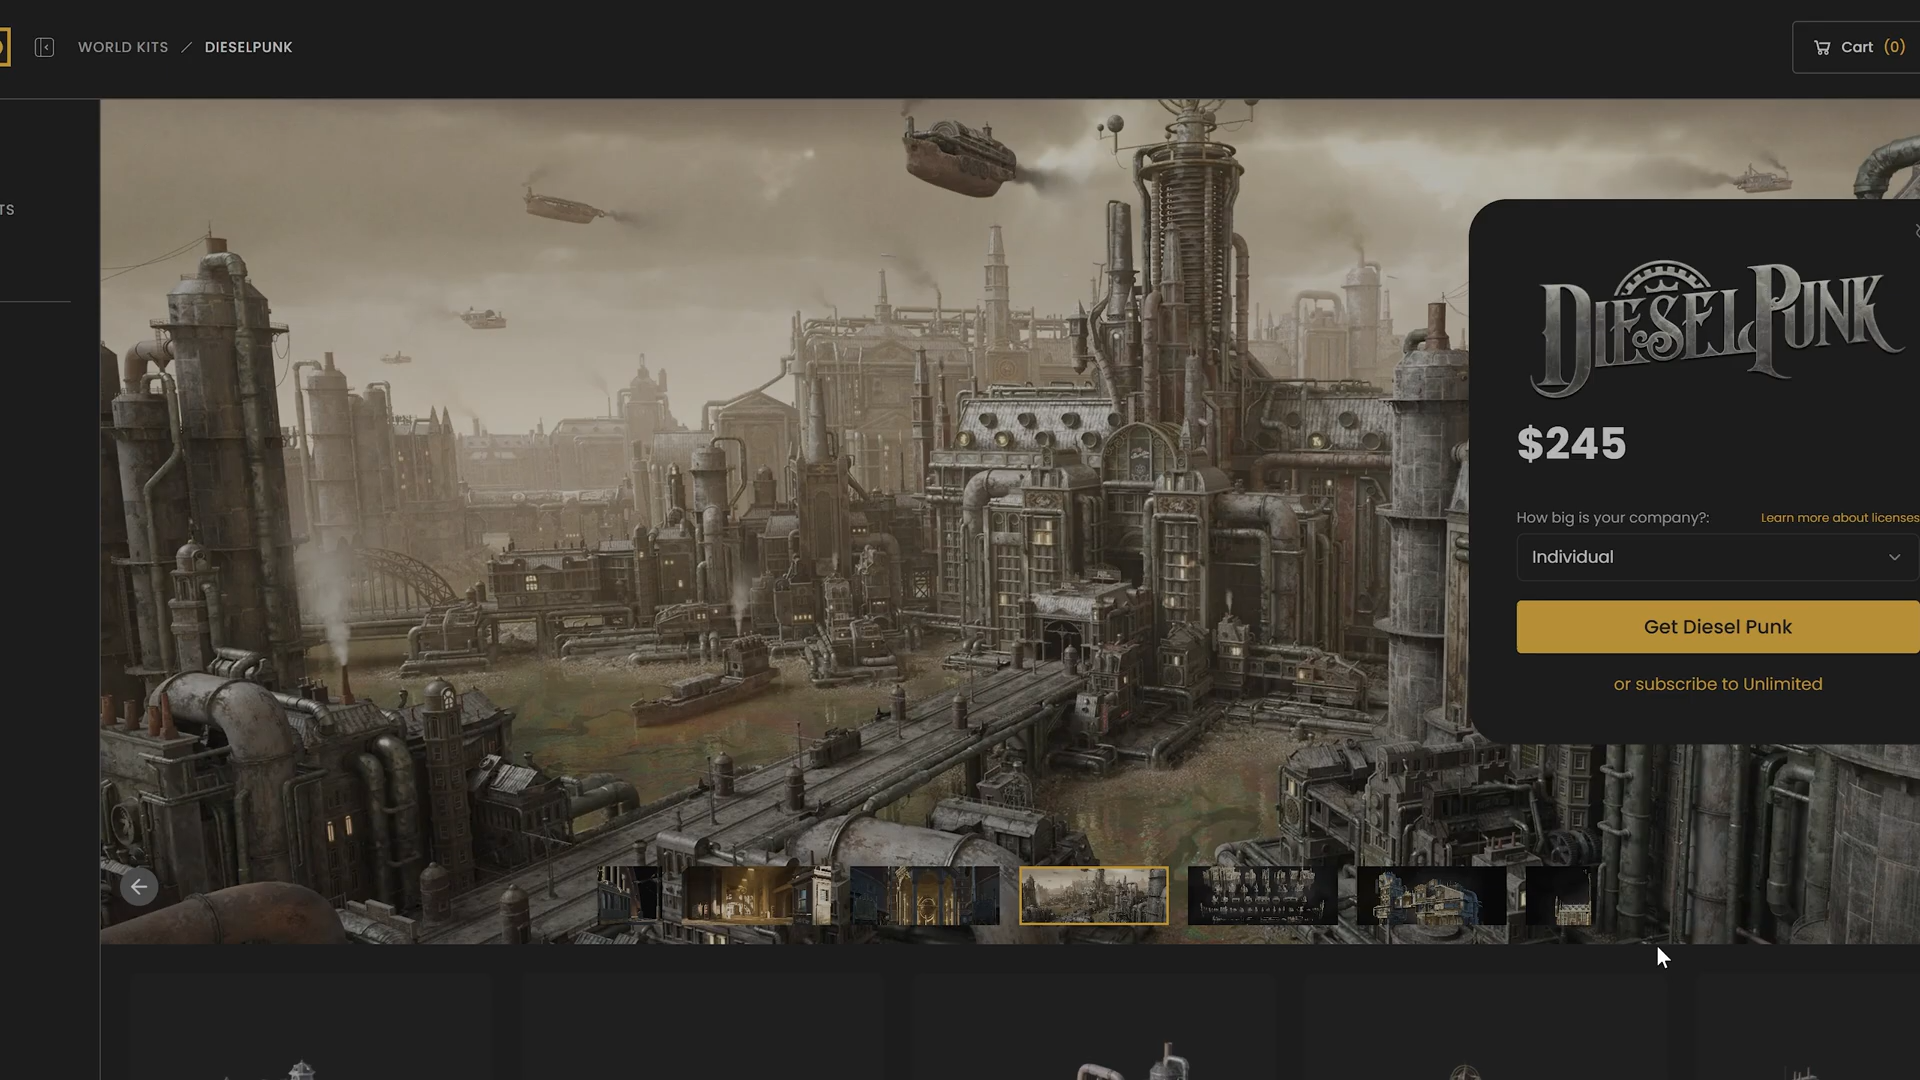 WORLD KITS / DIESELPUNK
Cart (0)
TS
DIESELPUNK
$245
How big is your company?:
Learn more about licenses
Individual
Get Diesel Punk
or subscribe to Unlimited